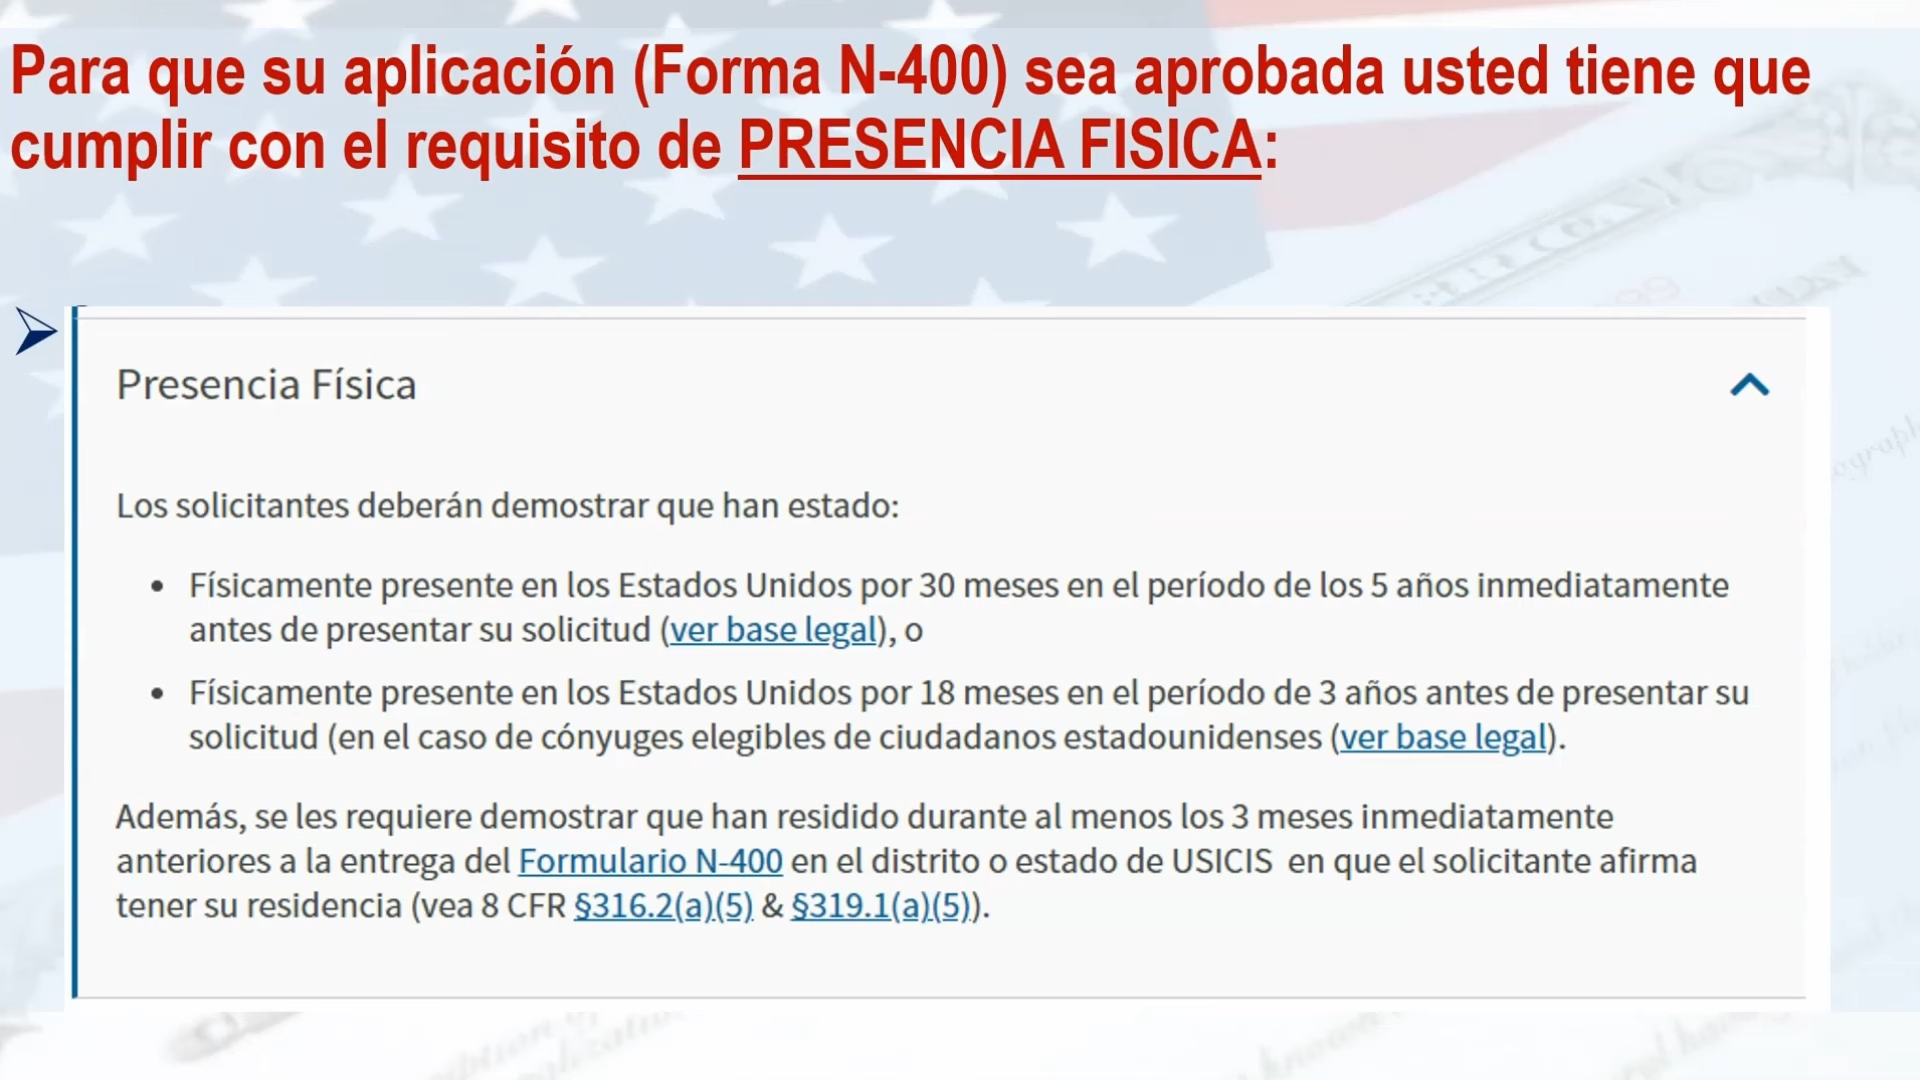 Para que su aplicación (Forma N-400) sea aprobada usted tiene que
cumplir con el requisito de PRESENCIA FISICA:
Presencia Física
Los solicitantes deberán demostrar que han estado:
• Físicamente presente en los Estados Unidos por 30 meses en el período de los 5 años inmediatamente
antes de presentar su solicitud (ver base legal), o
• Físicamente presente en los Estados Unidos por 18 meses en el período de 3 años antes de presentar su
solicitud (en el caso de cónyuges elegibles de ciudadanos estadounidenses (ver base legal).
Además, se les requiere demostrar que han residido durante al menos los 3 meses inmediatamente
anteriores a la entrega del Formulario N-400 en el distrito o estado de USICIS en que el solicitante afirma
tener su residencia (vea 8 CFR §316.2(a)(5) & §319.1(a)(5)).